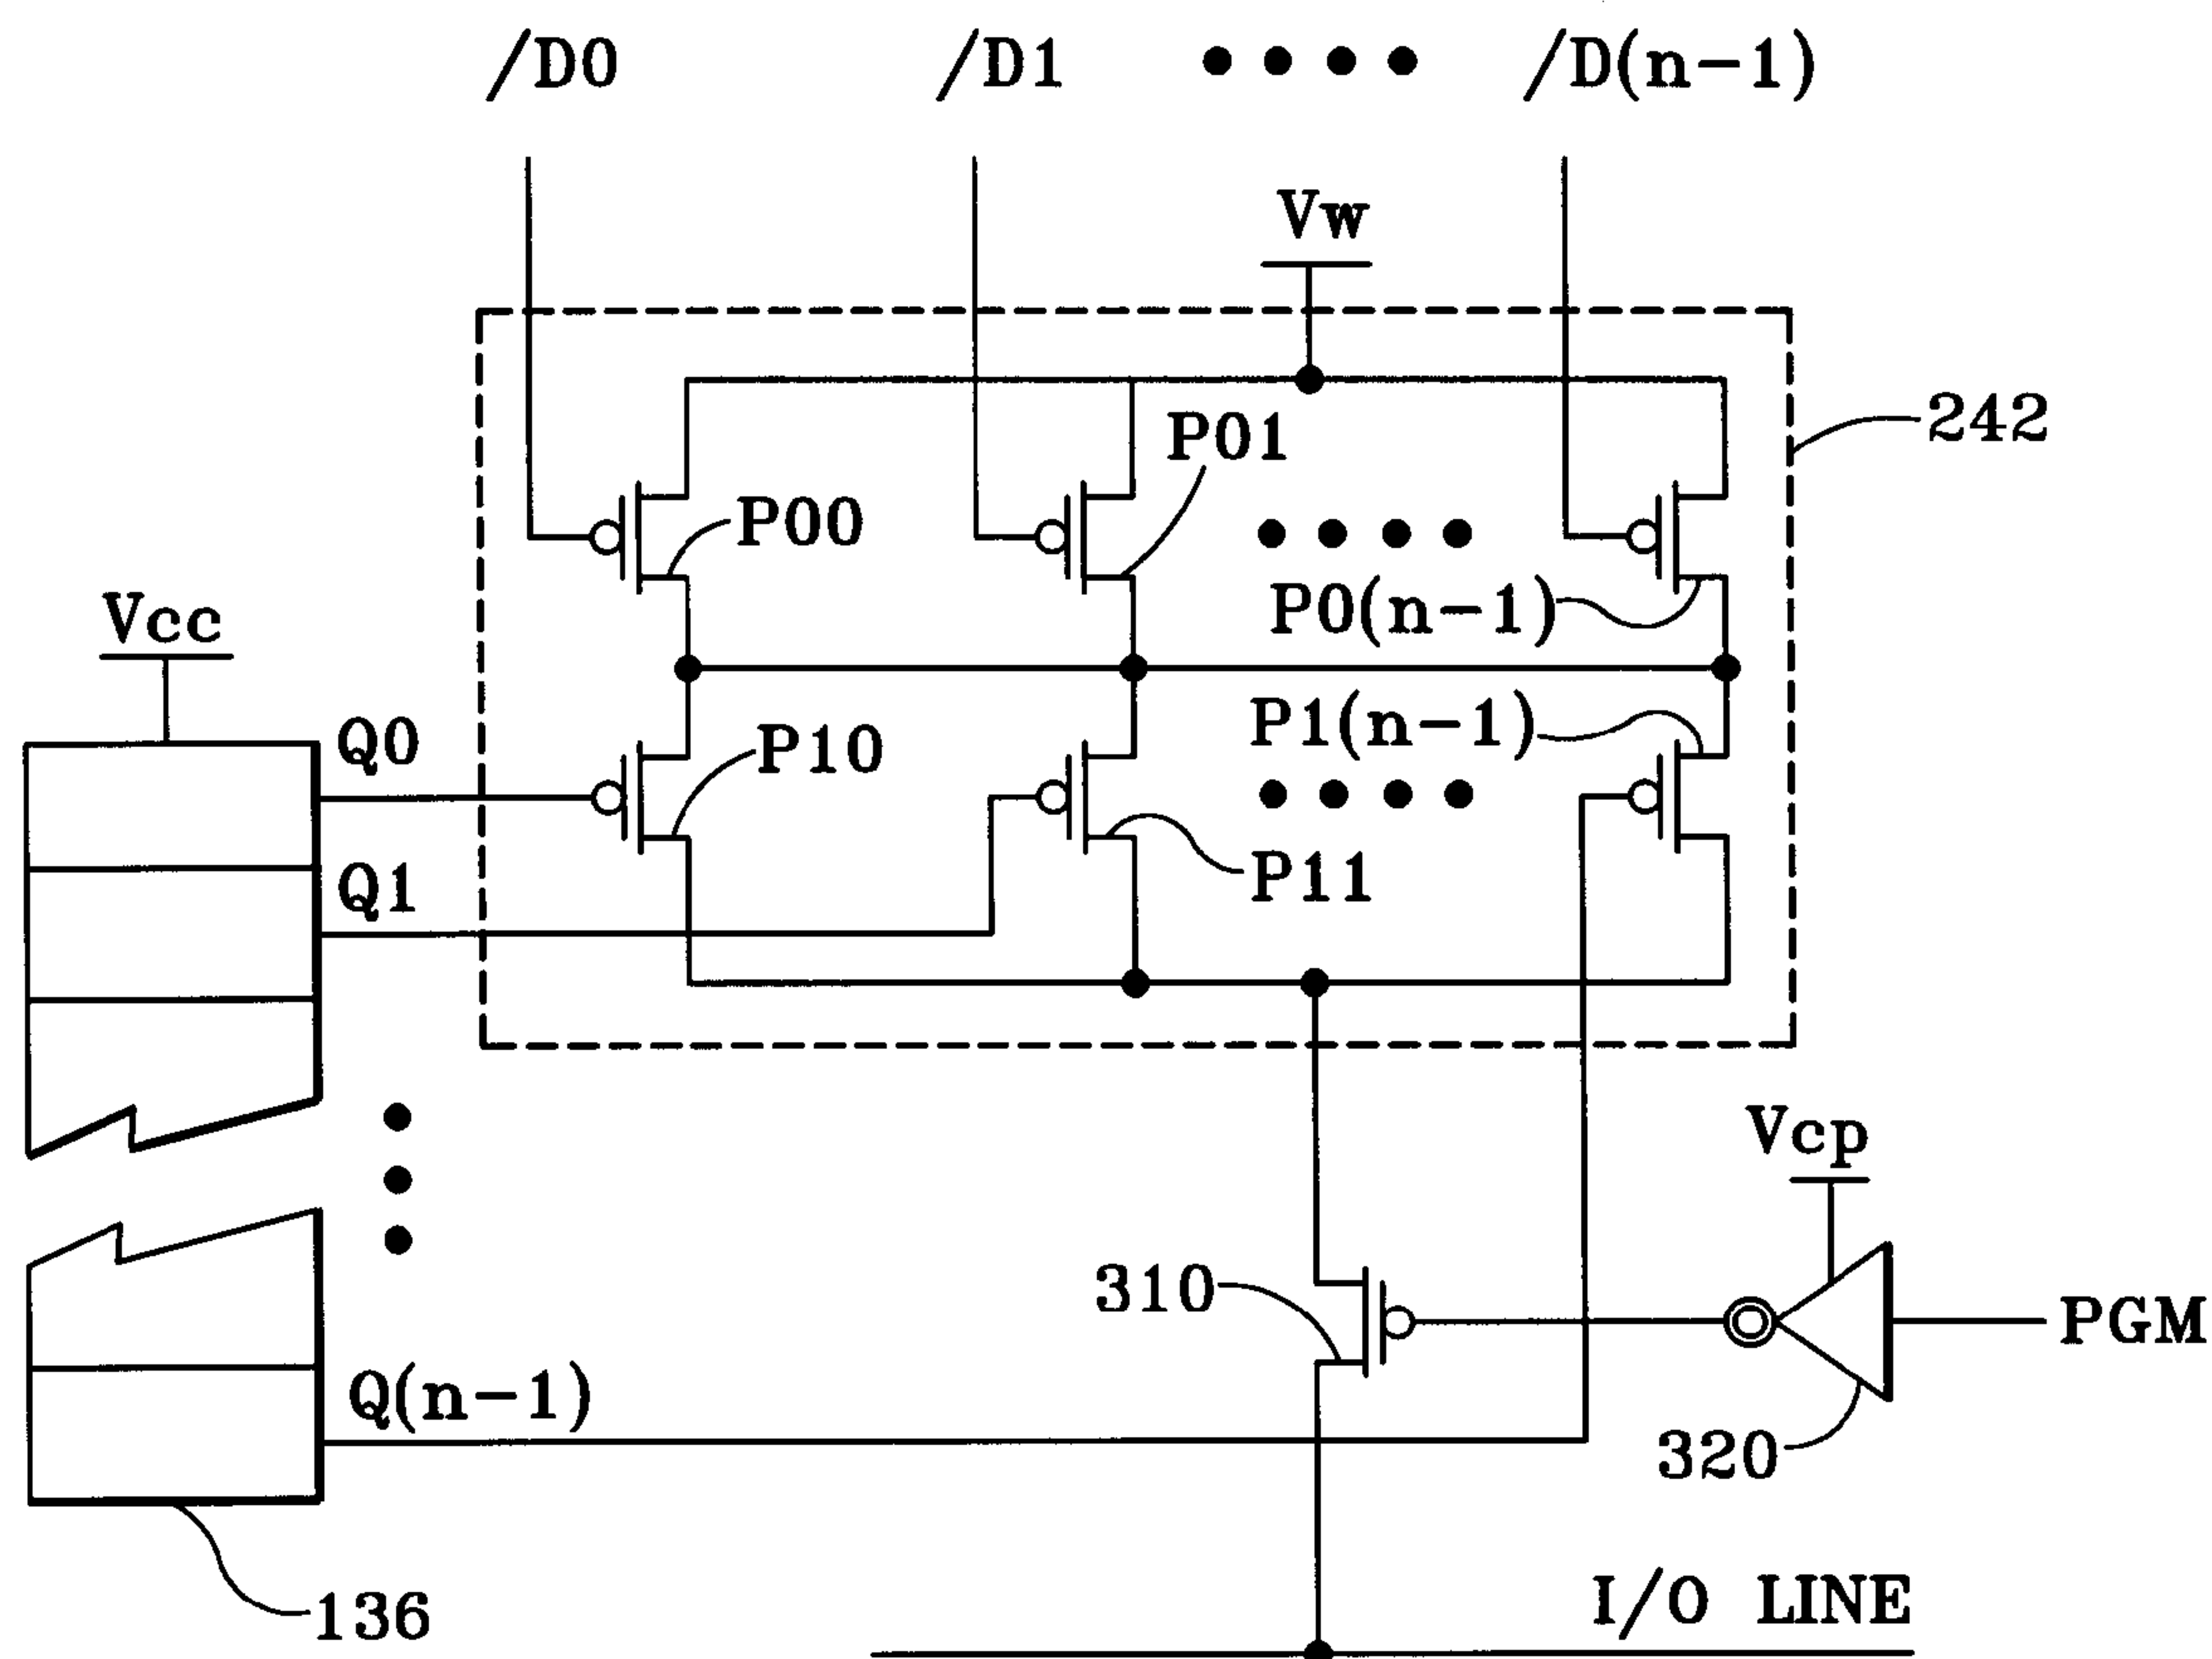 /D0 /D1 /D(n-1)
Vw
P01
242
P00
P0(n-1)
Vcc
Q0
P10
P1(n-1)
Q1
P11
Vcp
310
PGM
Q(n-1)
320
136
I/O LINE